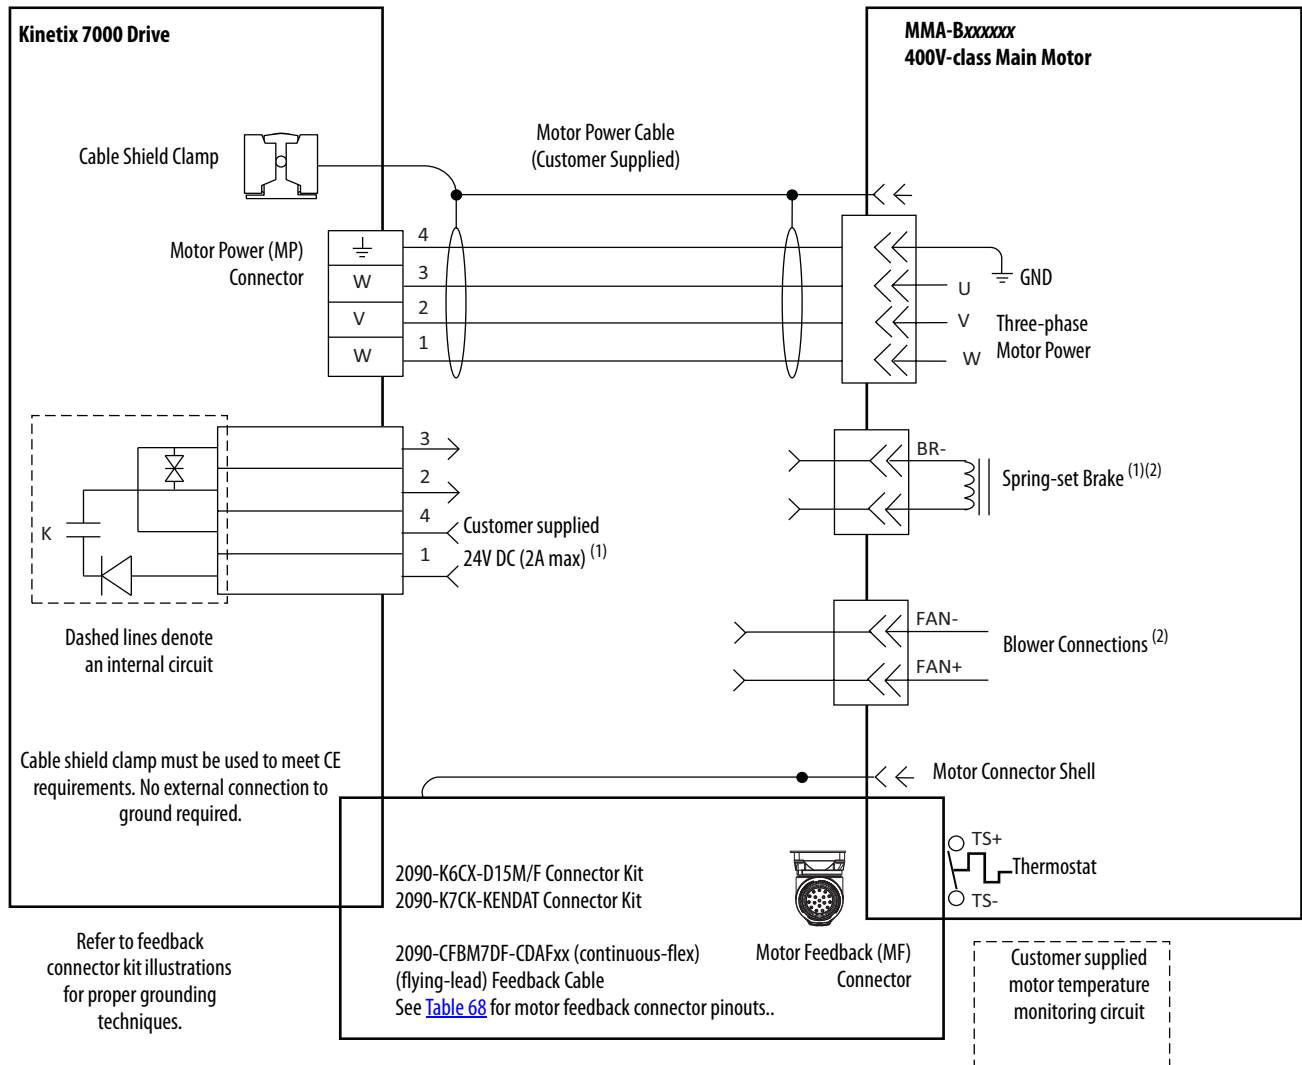 Kinetix 7000 Drive
MMA-Bxxxxxx
400V-class Main Motor
Cable Shield Clamp
Motor Power Cable
(Customer Supplied)
Motor Power (MP)
Connector
W
V
W
4
3
2
1
GND
U
V
W
Three-phase
Motor Power
K
3
2
4
1
Customer supplied
24V DC (2A max) (1)
Dashed lines denote
an internal circuit
BR-
Spring-set Brake (1)(2)
FAN-
FAN+
Blower Connections (2)
Cable shield clamp must be used to meet CE
requirements. No external connection to
ground required.
Motor Connector Shell
TS+
Thermostat
TS-
2090-K6CX-D15M/F Connector Kit
2090-K7CK-KENDAT Connector Kit
2090-CFBM7DF-CDAFxx (continuous-flex)
(flying-lead) Feedback Cable
See Table 68 for motor feedback connector pinouts..
Motor Feedback (MF)
Connector
Refer to feedback
connector kit illustrations
for proper grounding
techniques.
Customer supplied
motor temperature
monitoring circuit